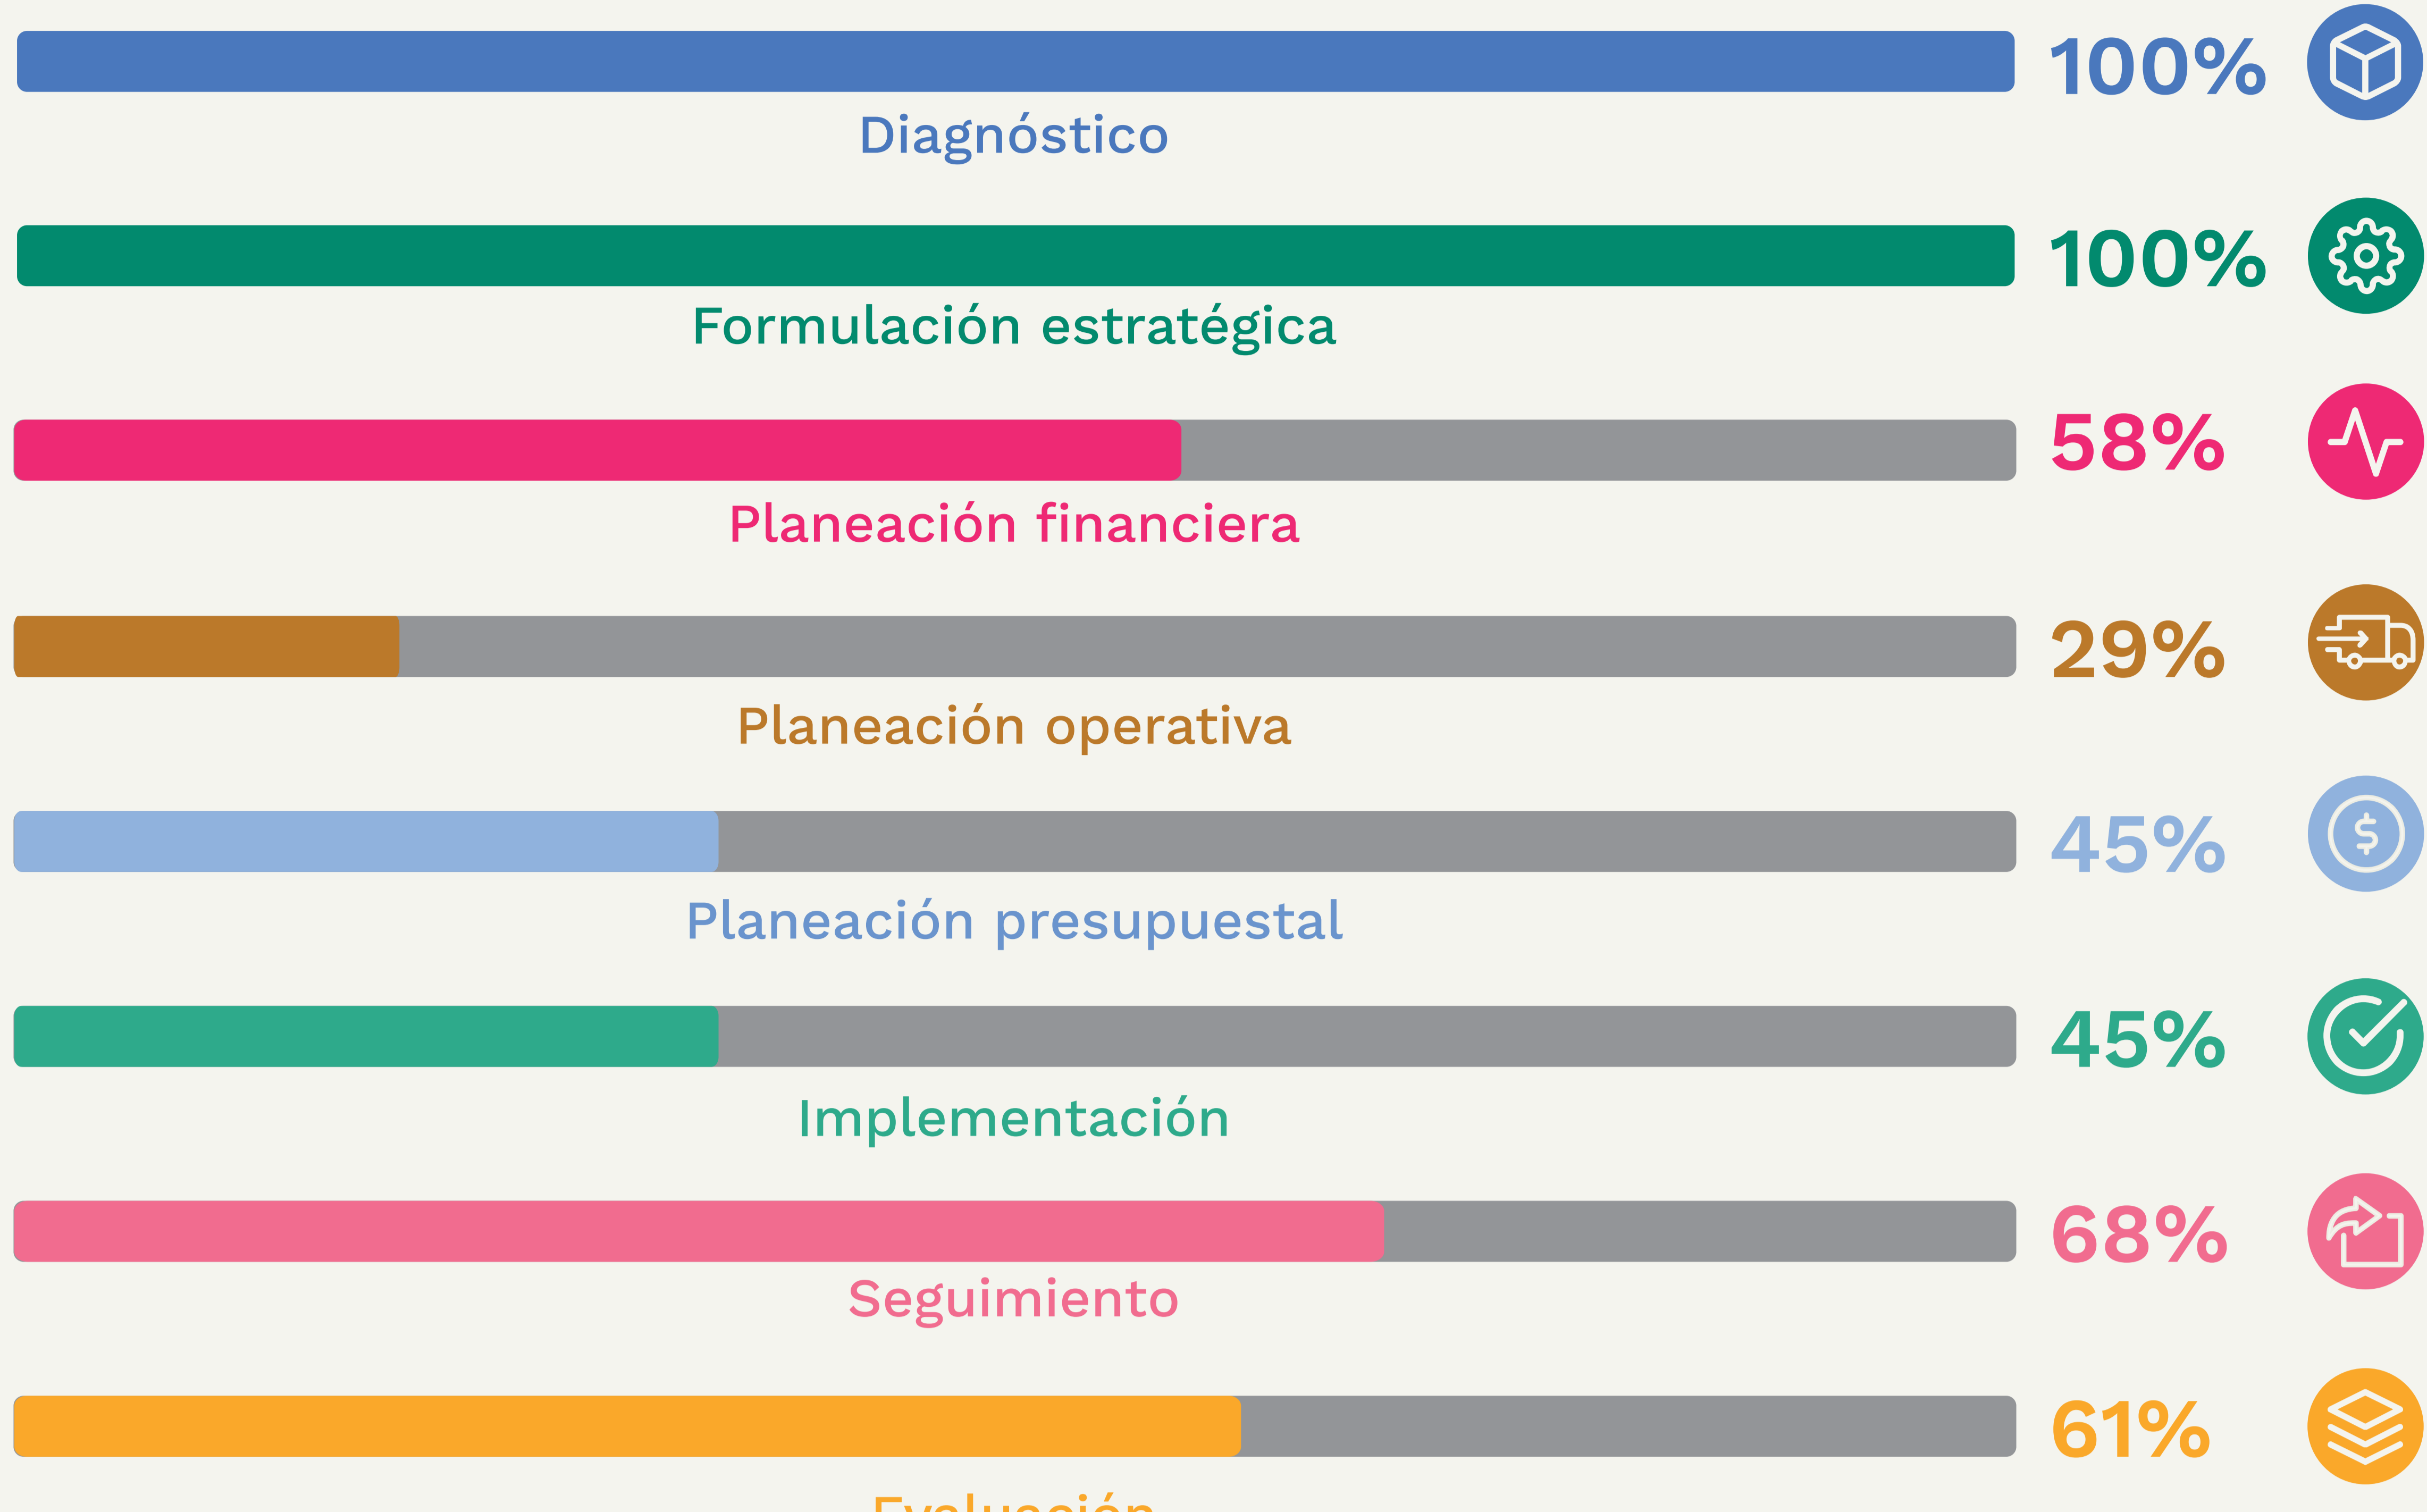 100%
Diagnóstico
100%
Formulación estratégica
58%
Planeación financiera
29%
Planeación operativa
45%
Planeación presupuestal
45%
Implementación
68%
Seguimiento
61%
Evaluación